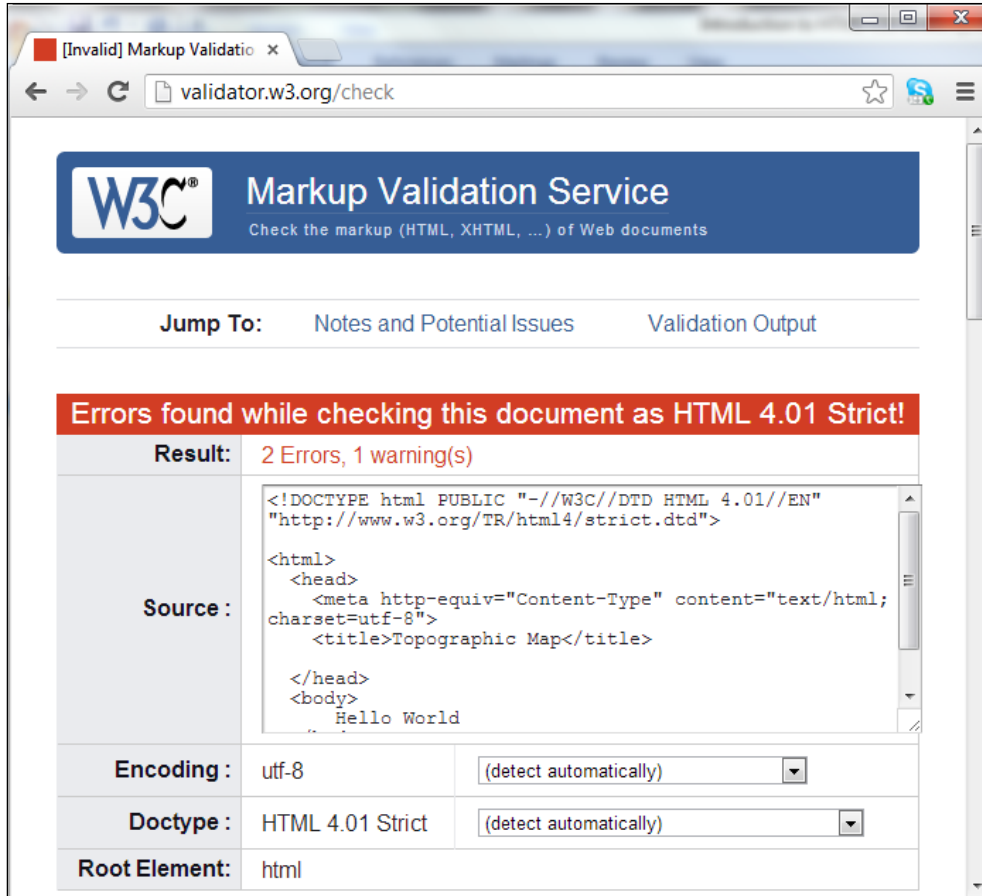 [Invalid] Markup Validatio
validator.w3.org/check
W3C®
Markup Validation Service
Check the markup (HTML, XHTML, ...) of Web documents
Jump To: Notes and Potential Issues Validation Output
Errors found while checking this document as HTML 4.01 Strict!
Result: 2 Errors, 1 warning(s)
Source :
<!DOCTYPE html PUBLIC "-//W3C//DTD HTML 4.01//EN"
"http://www.w3.org/TR/html4/strict.dtd">
<html>
<head>
<meta http-equiv="Content-Type" content="text/html;
charset=utf-8">
<title>Topographic Map</title>
</head>
<body>
Hello World
Encoding : utf-8 (detect automatically)
Doctype : HTML 4.01 Strict (detect automatically)
Root Element: html